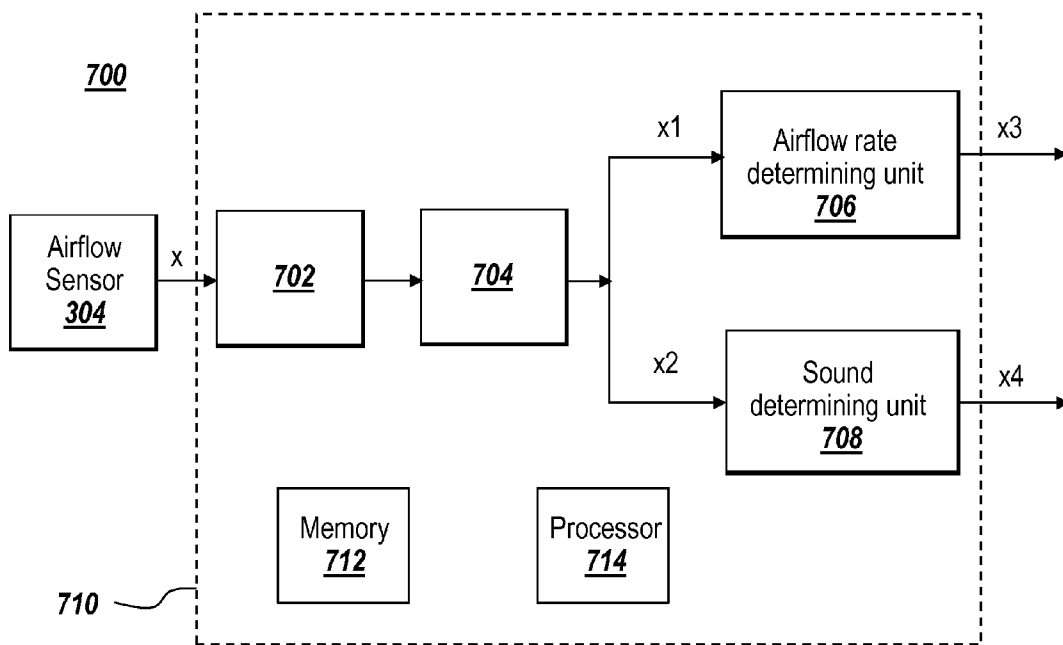 700
Airflow
Sensor
304
x
702
704
x1
Airflow rate
determining unit
706
x3
x2
Sound
determining unit
708
x4
Memory
712
Processor
714
710